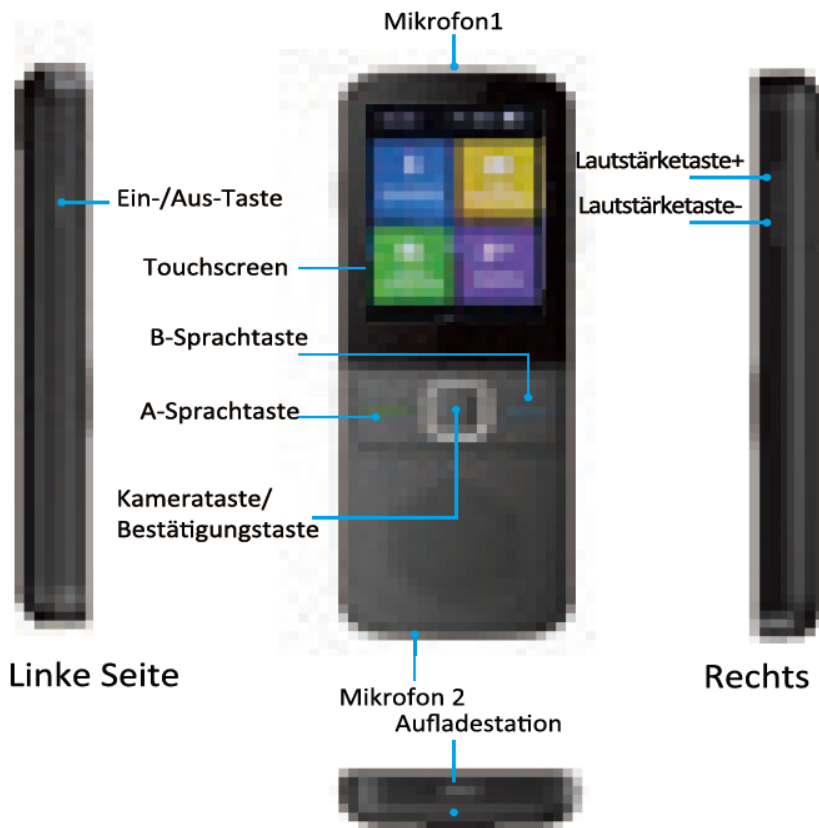 Mikrofon1
Ein-/Aus-Taste
Touchscreen
B-Sprachtaste
A-Sprachtaste
Kamerataste/
Bestätigungstaste
Lautstärketaste+
Lautstärketaste-
Linke Seite
Rechts
Mikrofon 2
Aufladestation